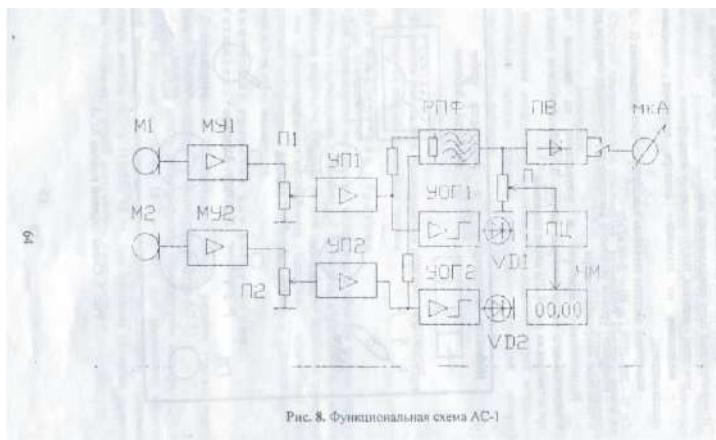 РПФ ПВ мкА
М1 МУ1 П1 УП1
УОГ1 П
М2 МУ2 VD1 ПЦ
П2 УП2 УОГ2 ЧМ
00,00
VD2
64
Рис. 8. Функциональная схема АС-1